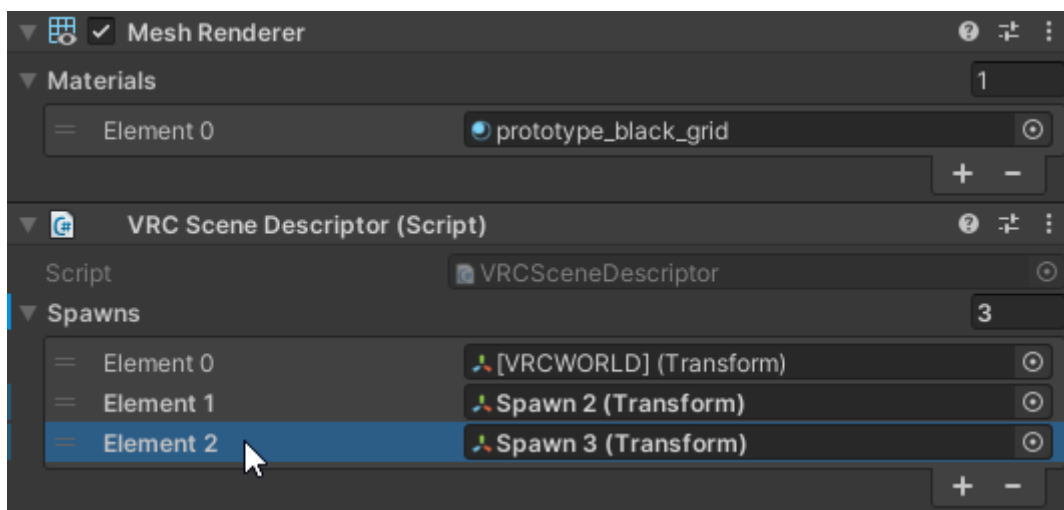 Mesh Renderer
Materials 1
Element 0 prototype_black_grid
VRC Scene Descriptor (Script)
Script VRCSceneDescriptor
Spawns 3
Element 0 [VRCWORLD] (Transform)
Element 1 Spawn 2 (Transform)
Element 2 Spawn 3 (Transform)